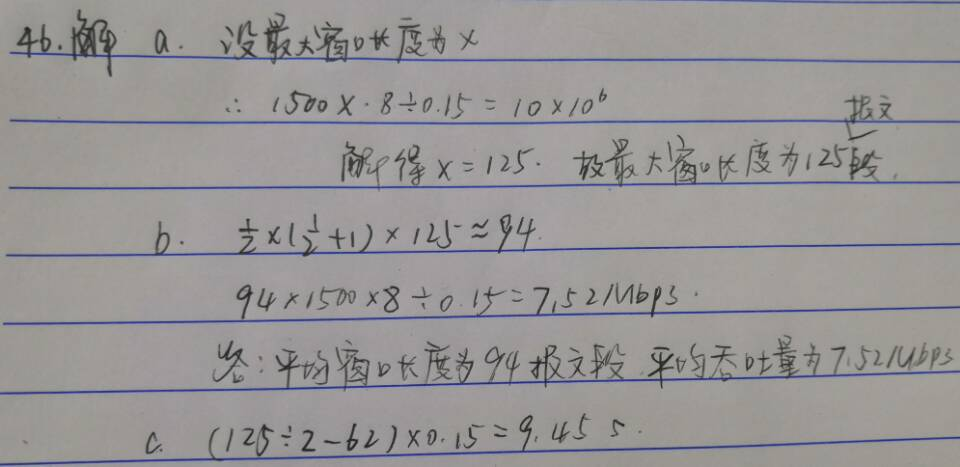 46.解 a. 设最大窗口长度为x
∴ 1500x·8÷0.15=10×10⁶
报文
解得x=125. 故最大窗口长度为125段.
b. ½×(½+1)×125≈94.
94×1500×8÷0.15=7.52Mbps.
答:平均窗口长度为94报文段 平均吞吐量为7.52Mbps
c. (125÷2-62)×0.15=9.45 s.